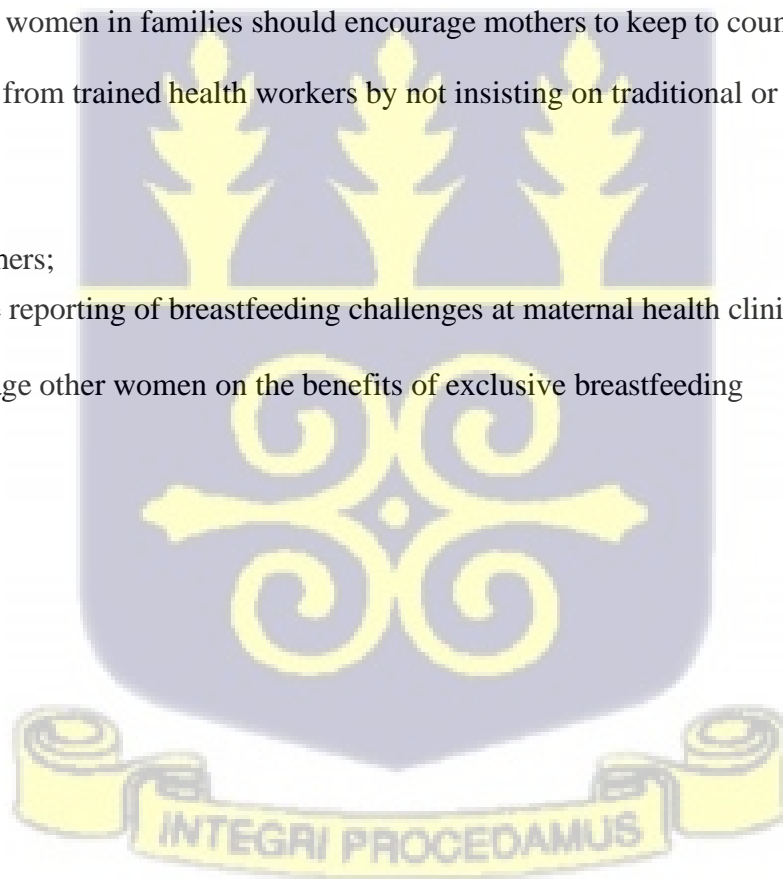 women in families should encourage mothers to keep to coun
from trained health workers by not insisting on traditional or
ners;
reporting of breastfeeding challenges at maternal health clini
ge other women on the benefits of exclusive breastfeeding
INTEGRI PROCEDAMUS